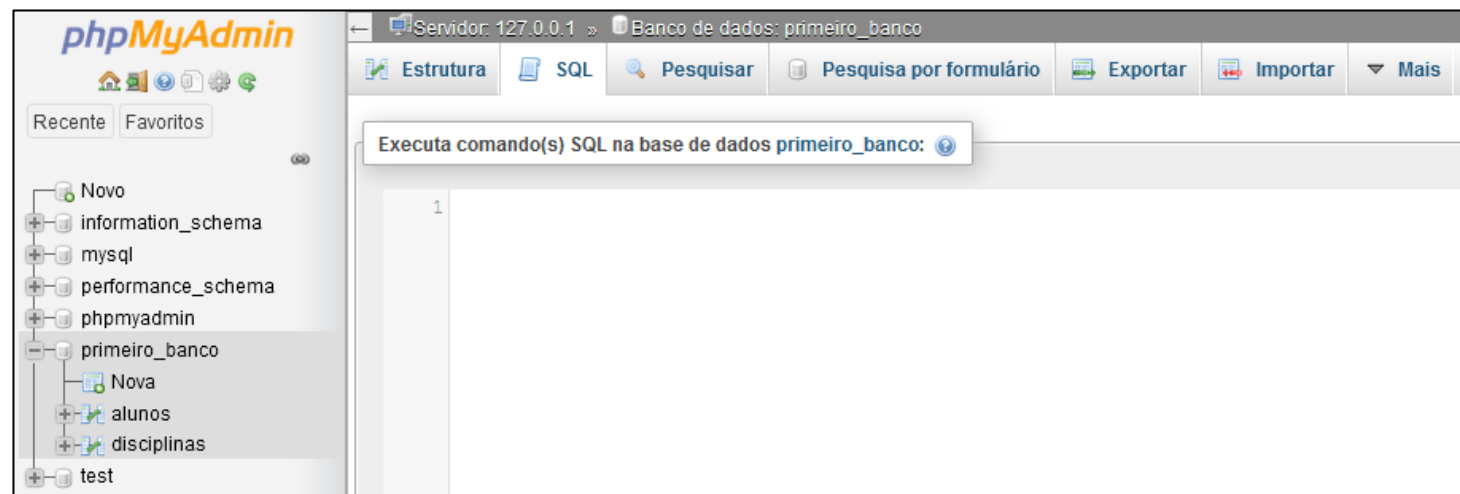 phpMyAdmin
Recente Favoritos
Novo
information_schema
mysql
performance_schema
phpmyadmin
primeiro_banco
Nova
alunos
disciplinas
test
← Servidor: 127.0.0.1 » Banco de dados: primeiro_banco
Estrutura SQL Pesquisar Pesquisa por formulário Exportar Importar Mais
Executa comando(s) SQL na base de dados primeiro_banco:
1